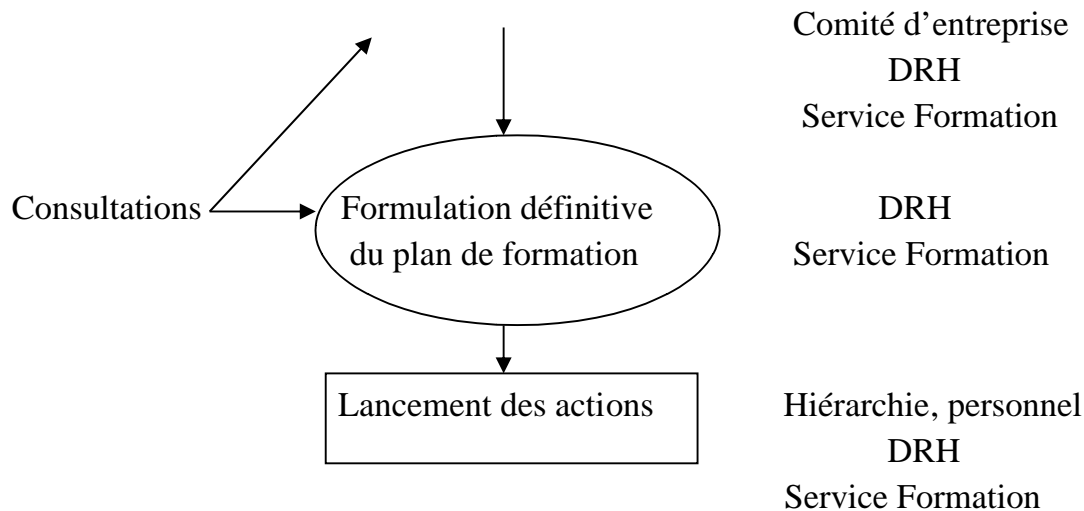 Comité d’entreprise
DRH
Service Formation
Consultations
Formulation définitive
du plan de formation
DRH
Service Formation
Lancement des actions
Hiérarchie, personnel
DRH
Service Formation